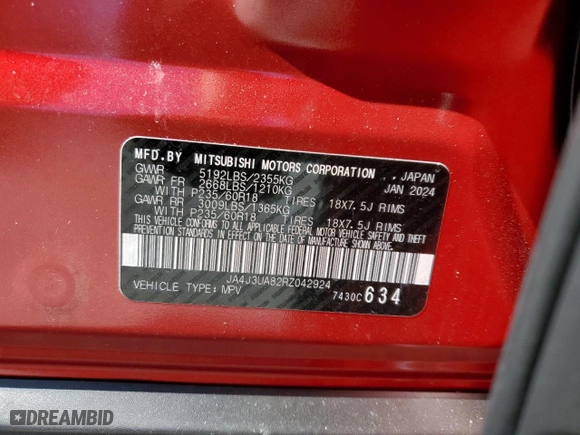 MFD.BY MITSUBISHI MOTORS CORPORATION .., JAPAN
GVWR 5192LBS/2355KG JAN 2024
GAWR FR 2668LBS/1210KG
WITH P235/60R18 TIRES 18X7.5J RIMS
GAWR RR 3009LBS/1365KG
WITH P235/60R18 TIRES 18X7.5J RIMS
THIS VEHICLE CONFORMS TO ALL APPLICABLE
FEDERAL MOTOR VEHICLE SAFETY AND THEFT
PREVENTION STANDARDS IN EFFECT ON THE DATE
OF MANUFACTURE SHOWN ABOVE.
JA4J3UA82RZ042924
VEHICLE TYPE: MPV 7430C634
DREAMBID